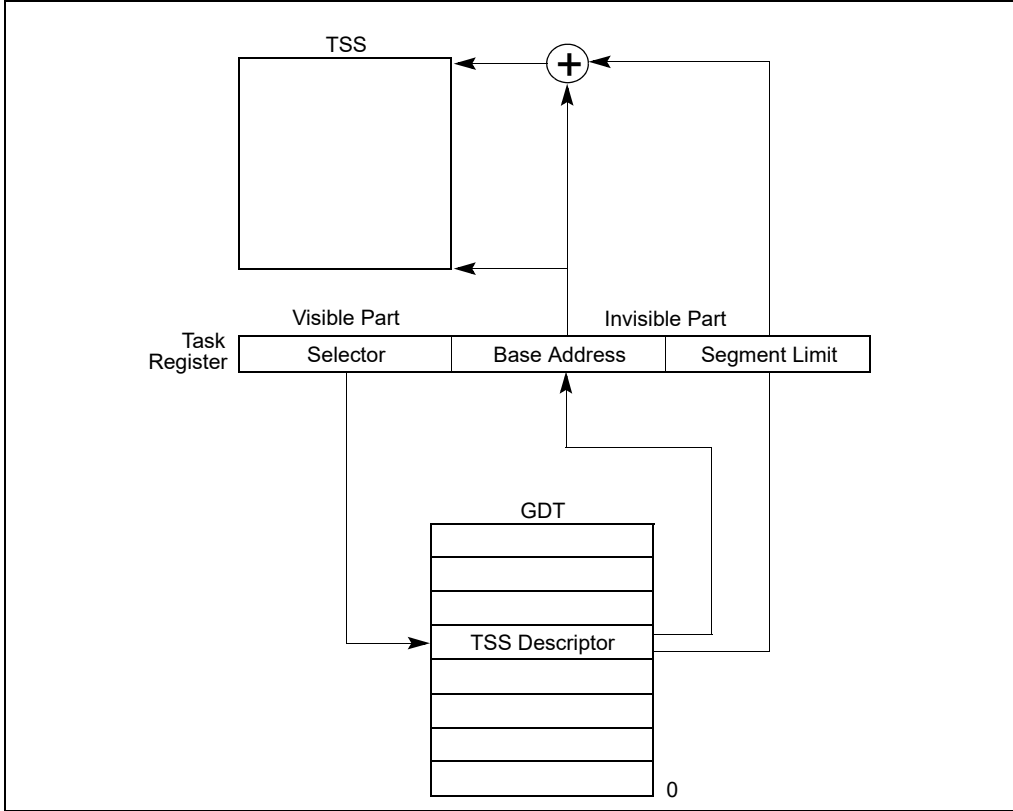 TSS
+
Visible Part
Invisible Part
Task
Register
Selector
Base Address
Segment Limit
GDT
TSS Descriptor
0